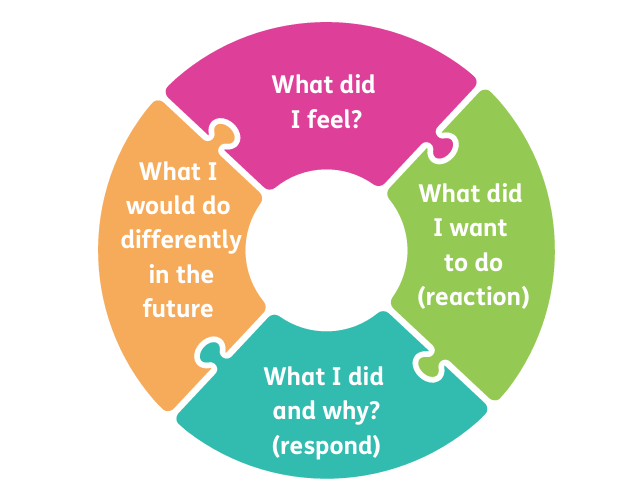 What did
I feel?
What did
I want
to do
(reaction)
What I did
and why?
(respond)
What I
would do
differently
in the
future